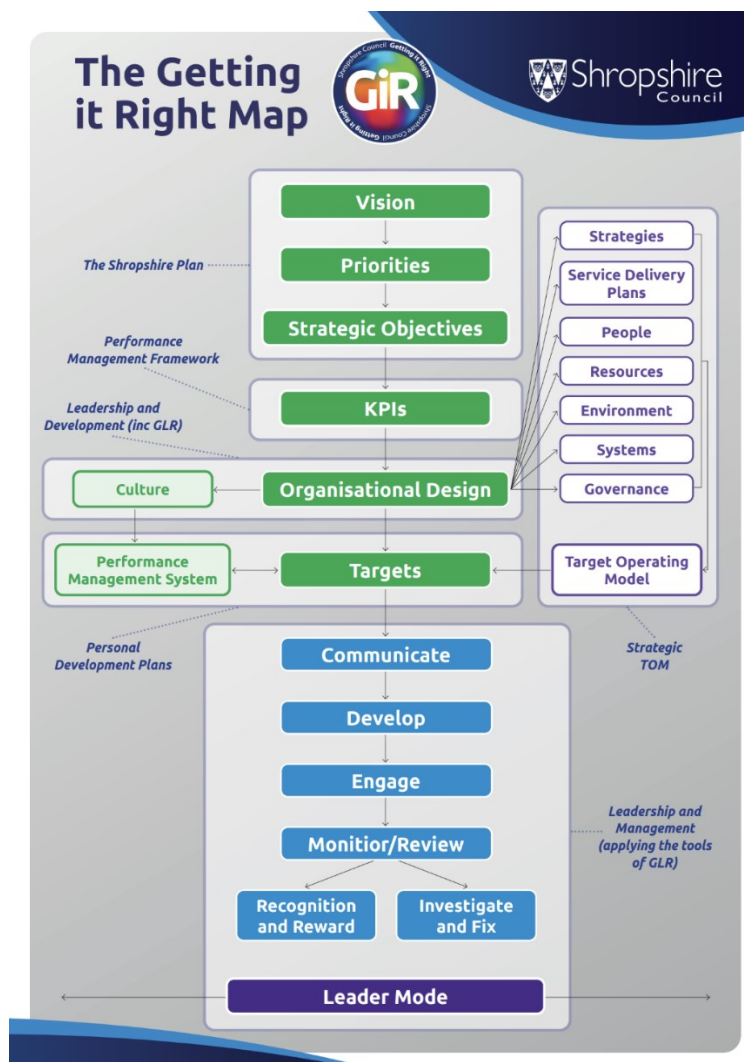 The Getting
it Right Map
Shropshire Council Getting it Right
GiR
Shropshire Council Getting it Right
Shropshire
Council
Vision
The Shropshire Plan
Priorities
Strategic Objectives
Performance
Management Framework
KPIs
Leadership and
Development (inc GLR)
Culture
Organisational Design
Strategies
Service Delivery
Plans
People
Resources
Environment
Systems
Governance
Performance
Management System
Targets
Target Operating
Model
Personal
Development Plans
Strategic
TOM
Communicate
Develop
Engage
Monitior/Review
Leadership and
Management
(applying the tools
of GLR)
Recognition
and Reward
Investigate
and Fix
Leader Mode